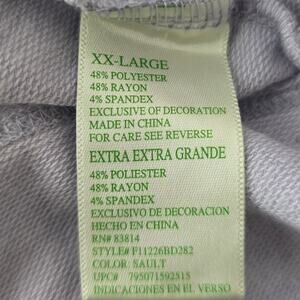 XX-LARGE
48% POLYESTER
48% RAYON
4% SPANDEX
EXCLUSIVE OF DECORATION
MADE IN CHINA
FOR CARE SEE REVERSE
EXTRA EXTRA GRANDE
48% POLIESTER
48% RAYON
4% SPANDEX
EXCLUSIVO DE DECORACION
HECHO EN CHINA
RN# 83814
STYLE# P11226BD282
COLOR: SAULT
UPC# 795071592515
INDICACIONES EN EL VERSO